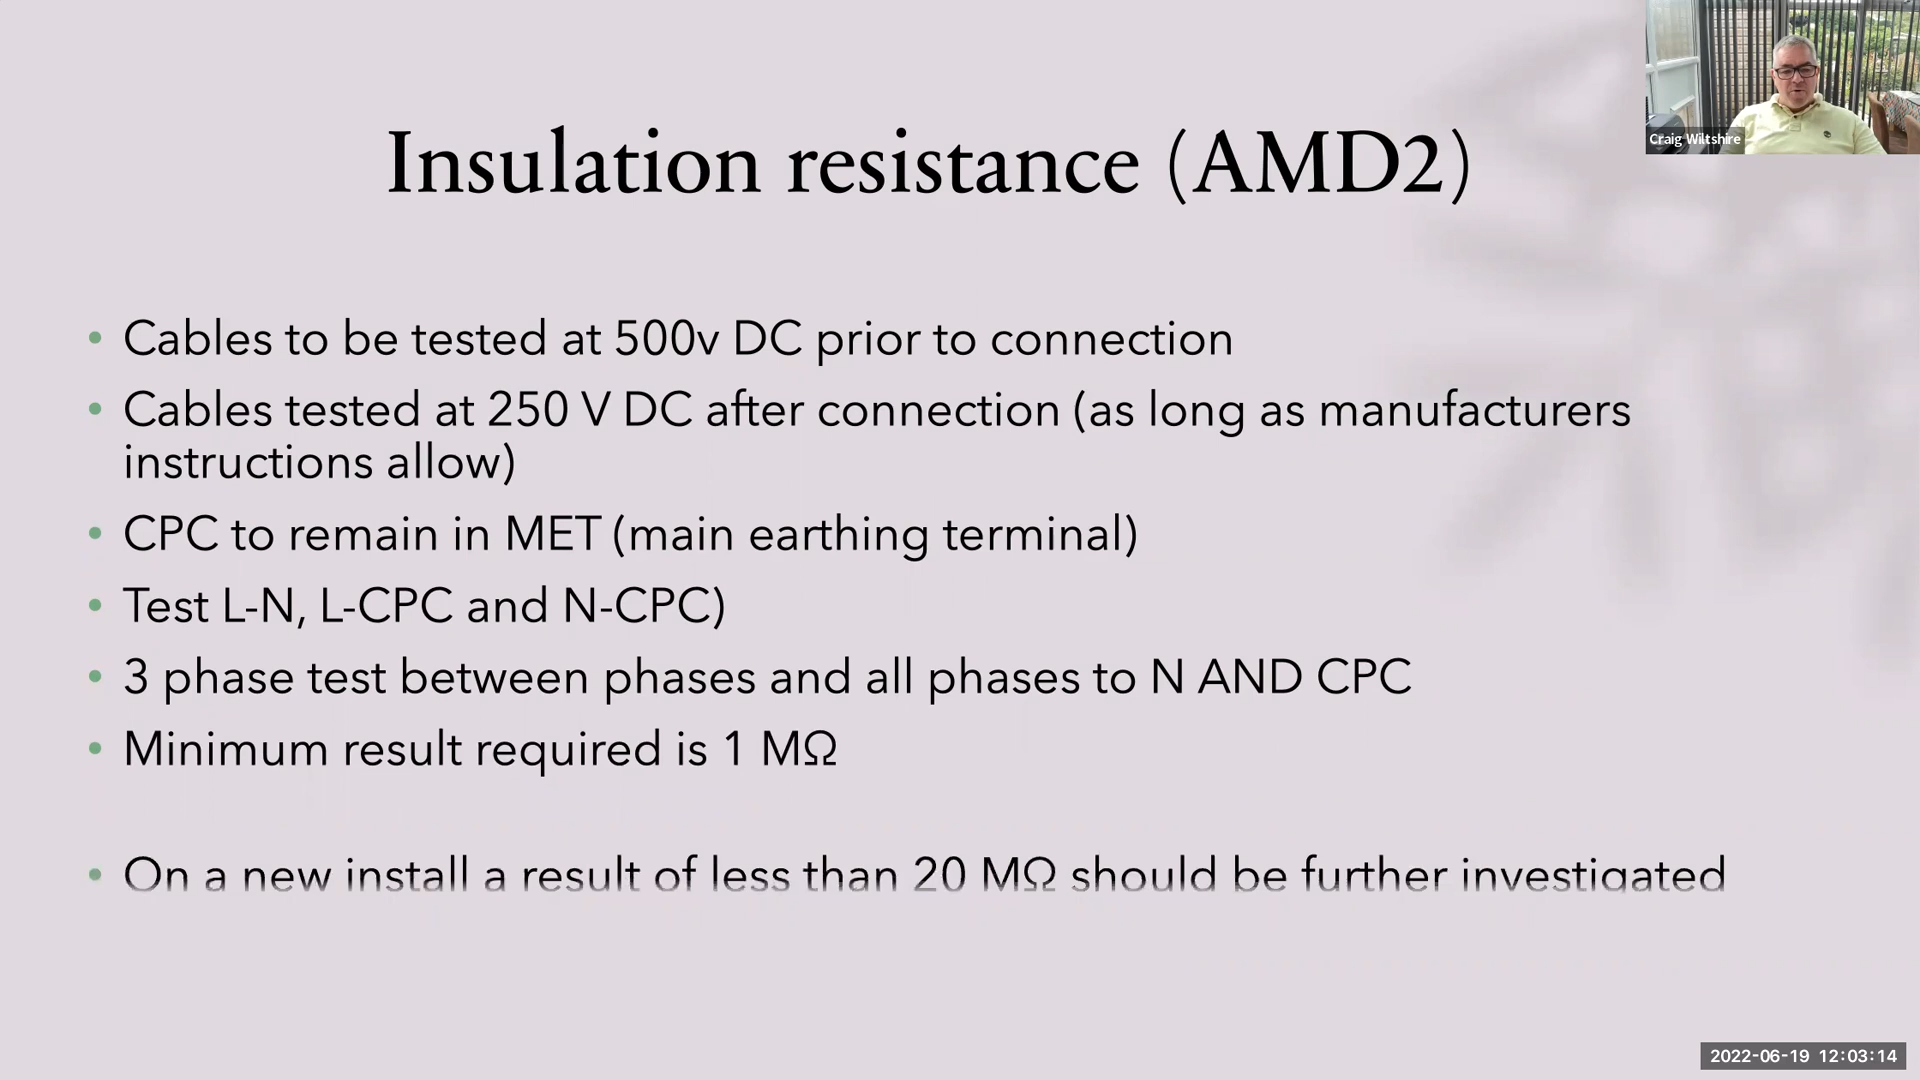 Craig Wiltshire
Insulation resistance (AMD2)
• Cables to be tested at 500v DC prior to connection
• Cables tested at 250 V DC after connection (as long as manufacturers
instructions allow)
• CPC to remain in MET (main earthing terminal)
• Test L-N, L-CPC and N-CPC)
• 3 phase test between phases and all phases to N AND CPC
• Minimum result required is 1 MΩ
• On a new install a result of less than 20 MΩ should be further investigated
2022-06-19 12:03:14